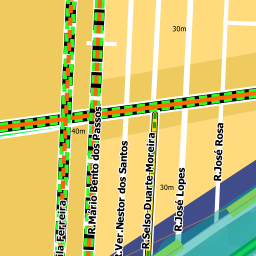 30m
40m
30m
ila Ferreira
R.Mário Bento dos Passos
R.Ver.Nestor dos Santos
R.Selso Duarte Moreira
R.José Lopes
R.José Rosa